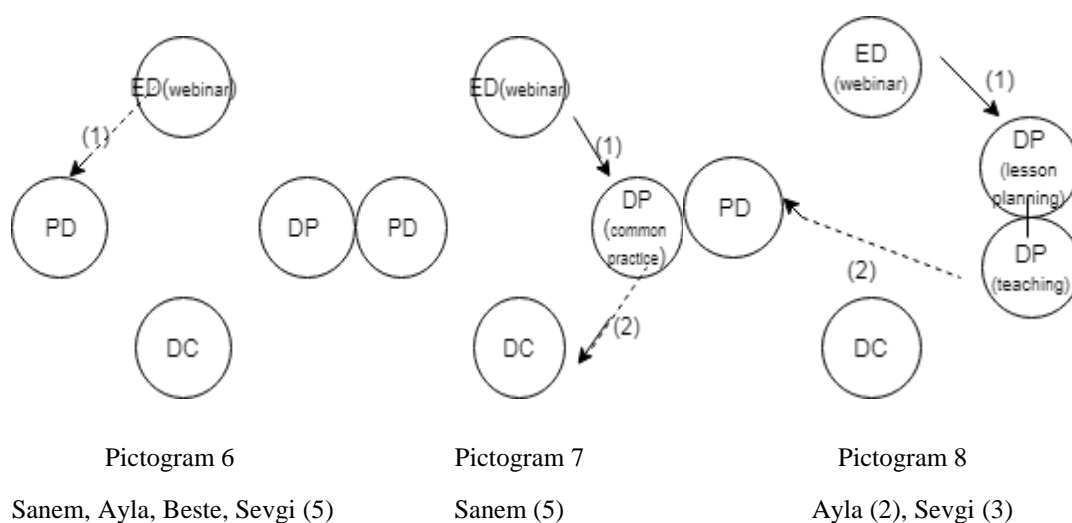 ED(webinar)
(1)
PD
DP
DC
Pictogram 6
Sanem, Ayla, Beste, Sevgi (5)
ED(webinar)
(1)
DP
(common
practice)
PD
(2)
DC
Pictogram 7
Sanem (5)
ED
(webinar)
(1)
DP
(lesson
planning)
DP
(teaching)
PD
(2)
DC
Pictogram 8
Ayla (2), Sevgi (3)